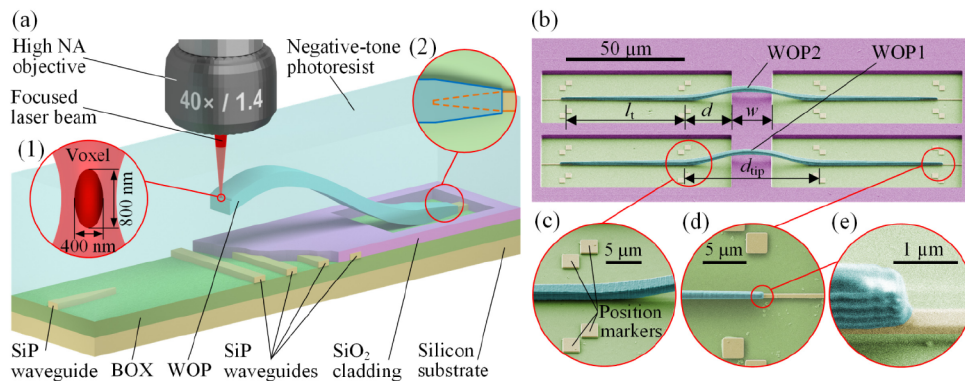 (a)
High NA
objective
Focused
laser beam
40× / 1.4
Negative-tone
photoresist
(2)
(1)
Voxel
800 nm
400 nm
SiP
waveguide
BOX
WOP
SiP
waveguides
SiO2
cladding
Silicon
substrate
(b)
50 μm
WOP2
WOP1
lt
d
w
dtip
(c)
5 μm
Position
markers
(d)
5 μm
(e)
1 μm